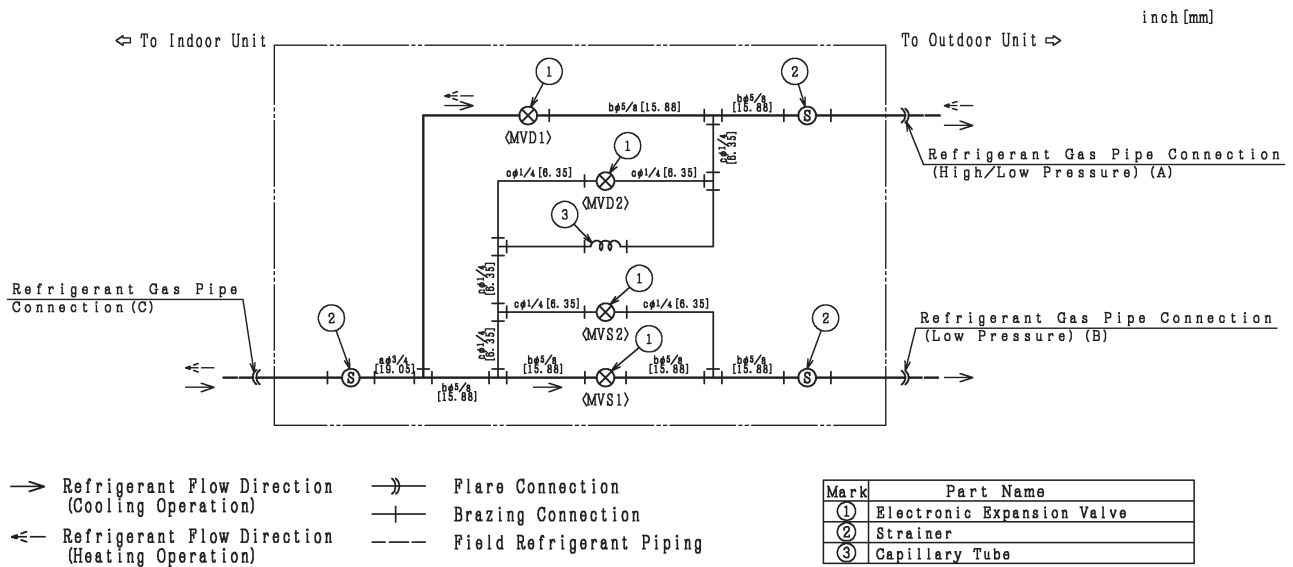 inch[mm]
⇦ To Indoor Unit
To Outdoor Unit ⇨
1
2
bφ5/8 [15.88]
bφ5/8
[15.88]
S
<MVD1>
cφ1/4
[6.35]
1
Refrigerant Gas Pipe Connection
(High/Low Pressure) (A)
cφ1/4 [6.35]
cφ1/4 [6.35]
<MVD2>
3
cφ1/4
[6.35]
1
Refrigerant Gas Pipe
Connection (C)
cφ1/4 [6.35]
cφ1/4 [6.35]
<MVS2>
2
2
Refrigerant Gas Pipe Connection
(Low Pressure) (B)
cφ1/4
[6.35]
1
aφ3/4
[19.05]
bφ5/8
[15.88]
bφ5/8
[15.88]
bφ5/8
[15.88]
S
S
bφ5/8
[15.88]
<MVS1>
Refrigerant Flow Direction
(Cooling Operation)
Refrigerant Flow Direction
(Heating Operation)
Flare Connection
Brazing Connection
Field Refrigerant Piping
Mark Part Name
1 Electronic Expansion Valve
2 Strainer
3 Capillary Tube